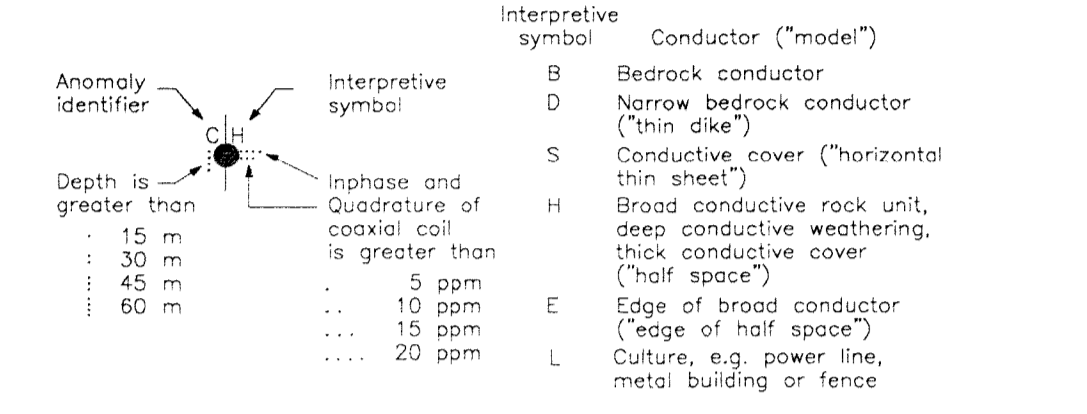 Anomaly
identifier
Interpretive
symbol
C H
Depth is
greater than
. 15 m
: 30 m
⋮ 45 m
⁞ 60 m
Inphase and
Quadrature of
coaxial coil
is greater than
. 5 ppm
.. 10 ppm
... 15 ppm
.... 20 ppm
Interpretive
symbol Conductor ("model")
B Bedrock conductor
D Narrow bedrock conductor
("thin dike")
S Conductive cover ("horizontal
thin sheet")
H Broad conductive rock unit,
deep conductive weathering,
thick conductive cover
("half space")
E Edge of broad conductor
("edge of half space")
L Culture, e.g. power line,
metal building or fence